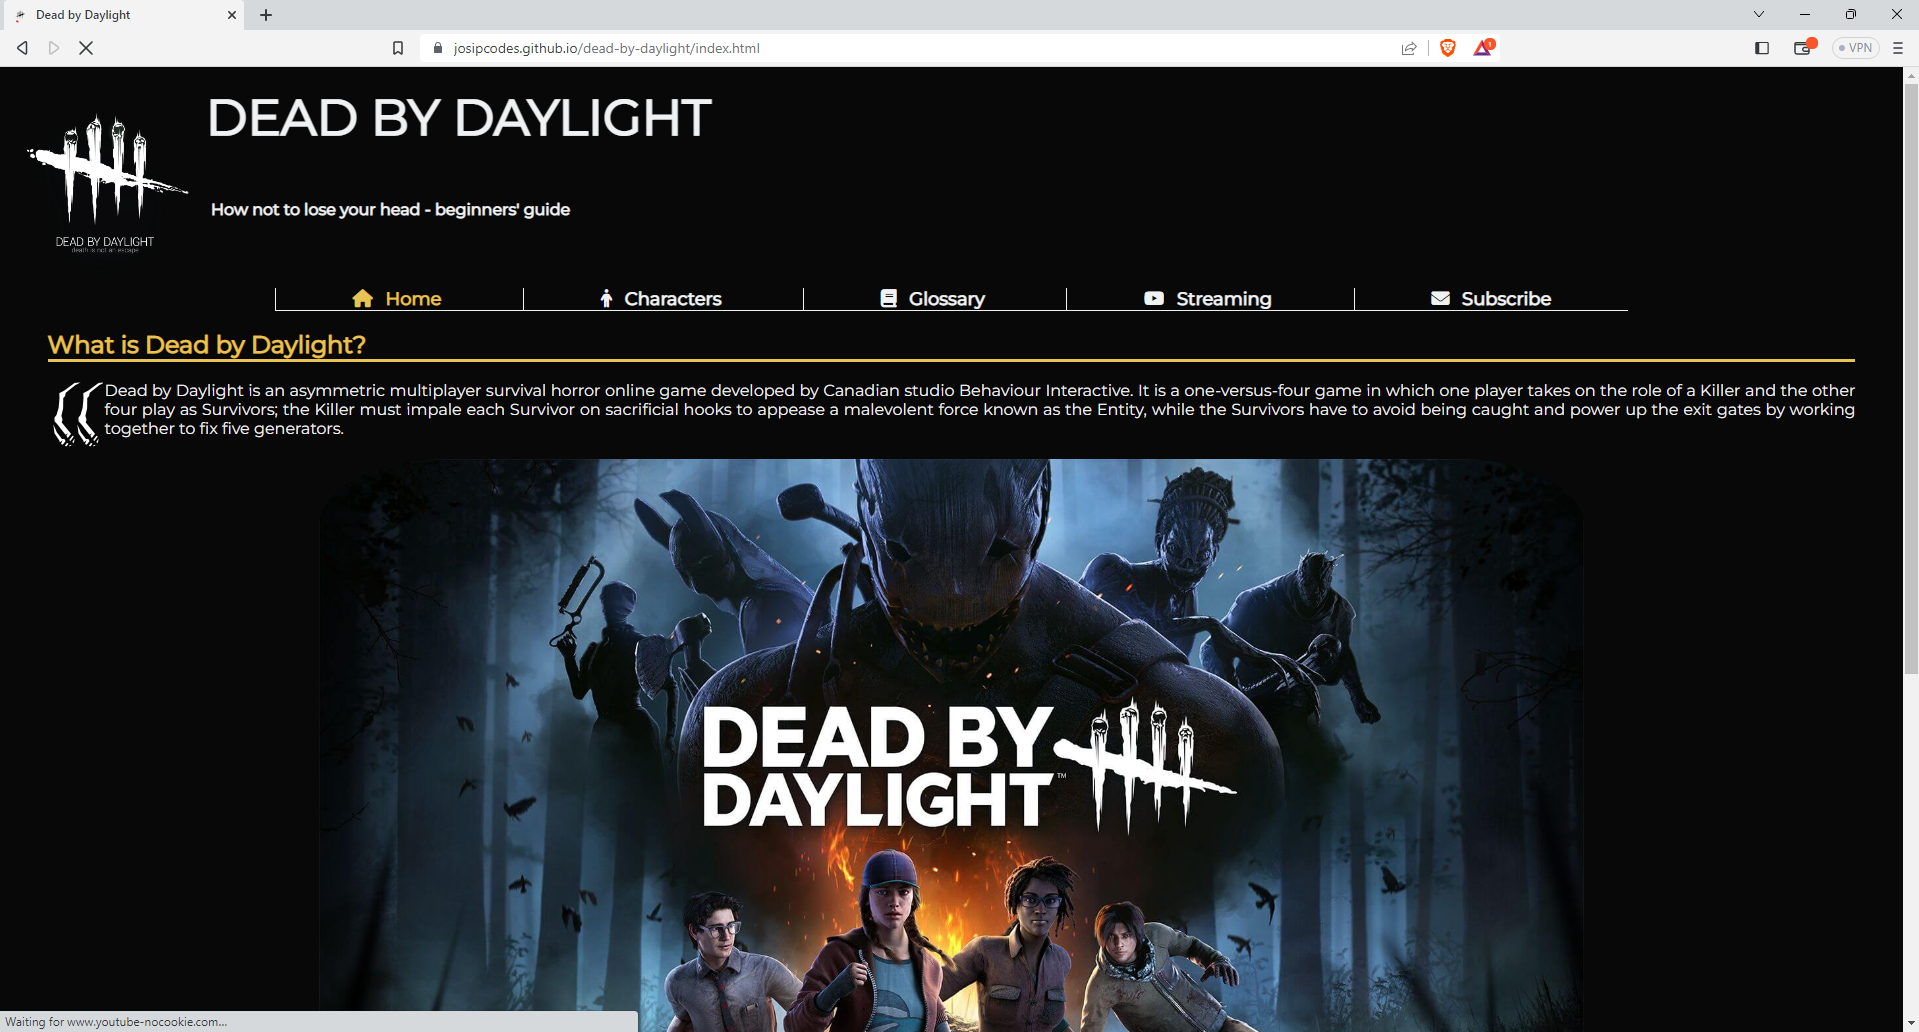 Dead by Daylight
josipcodes.github.io/dead-by-daylight/index.html
1
VPN
DEAD BY DAYLIGHT
How not to lose your head - beginners' guide
DEAD BY DAYLIGHT
death is not an escape
Home
Characters
Glossary
Streaming
Subscribe
What is Dead by Daylight?
Dead by Daylight is an asymmetric multiplayer survival horror online game developed by Canadian studio Behaviour Interactive. It is a one-versus-four game in which one player takes on the role of a Killer and the other
four play as Survivors; the Killer must impale each Survivor on sacrificial hooks to appease a malevolent force known as the Entity, while the Survivors have to avoid being caught and power up the exit gates by working
together to fix five generators.
DEAD BY
DAYLIGHT™
Waiting for www.youtube-nocookie.com...